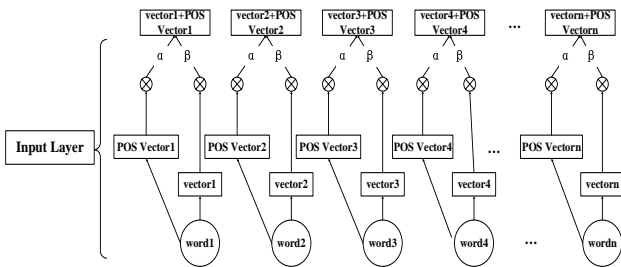 vector1+POS
Vector1
vector2+POS
Vector2
vector3+POS
Vector3
vector4+POS
Vector4
...
vectorn+POS
Vectorn
α β
α β
α β
α β
α β
Input Layer
POS Vector1
POS Vector2
POS Vector3
POS Vector4
...
POS Vectorn
vector1
vector2
vector3
vector4
vectorn
word1
word2
word3
word4
...
wordn